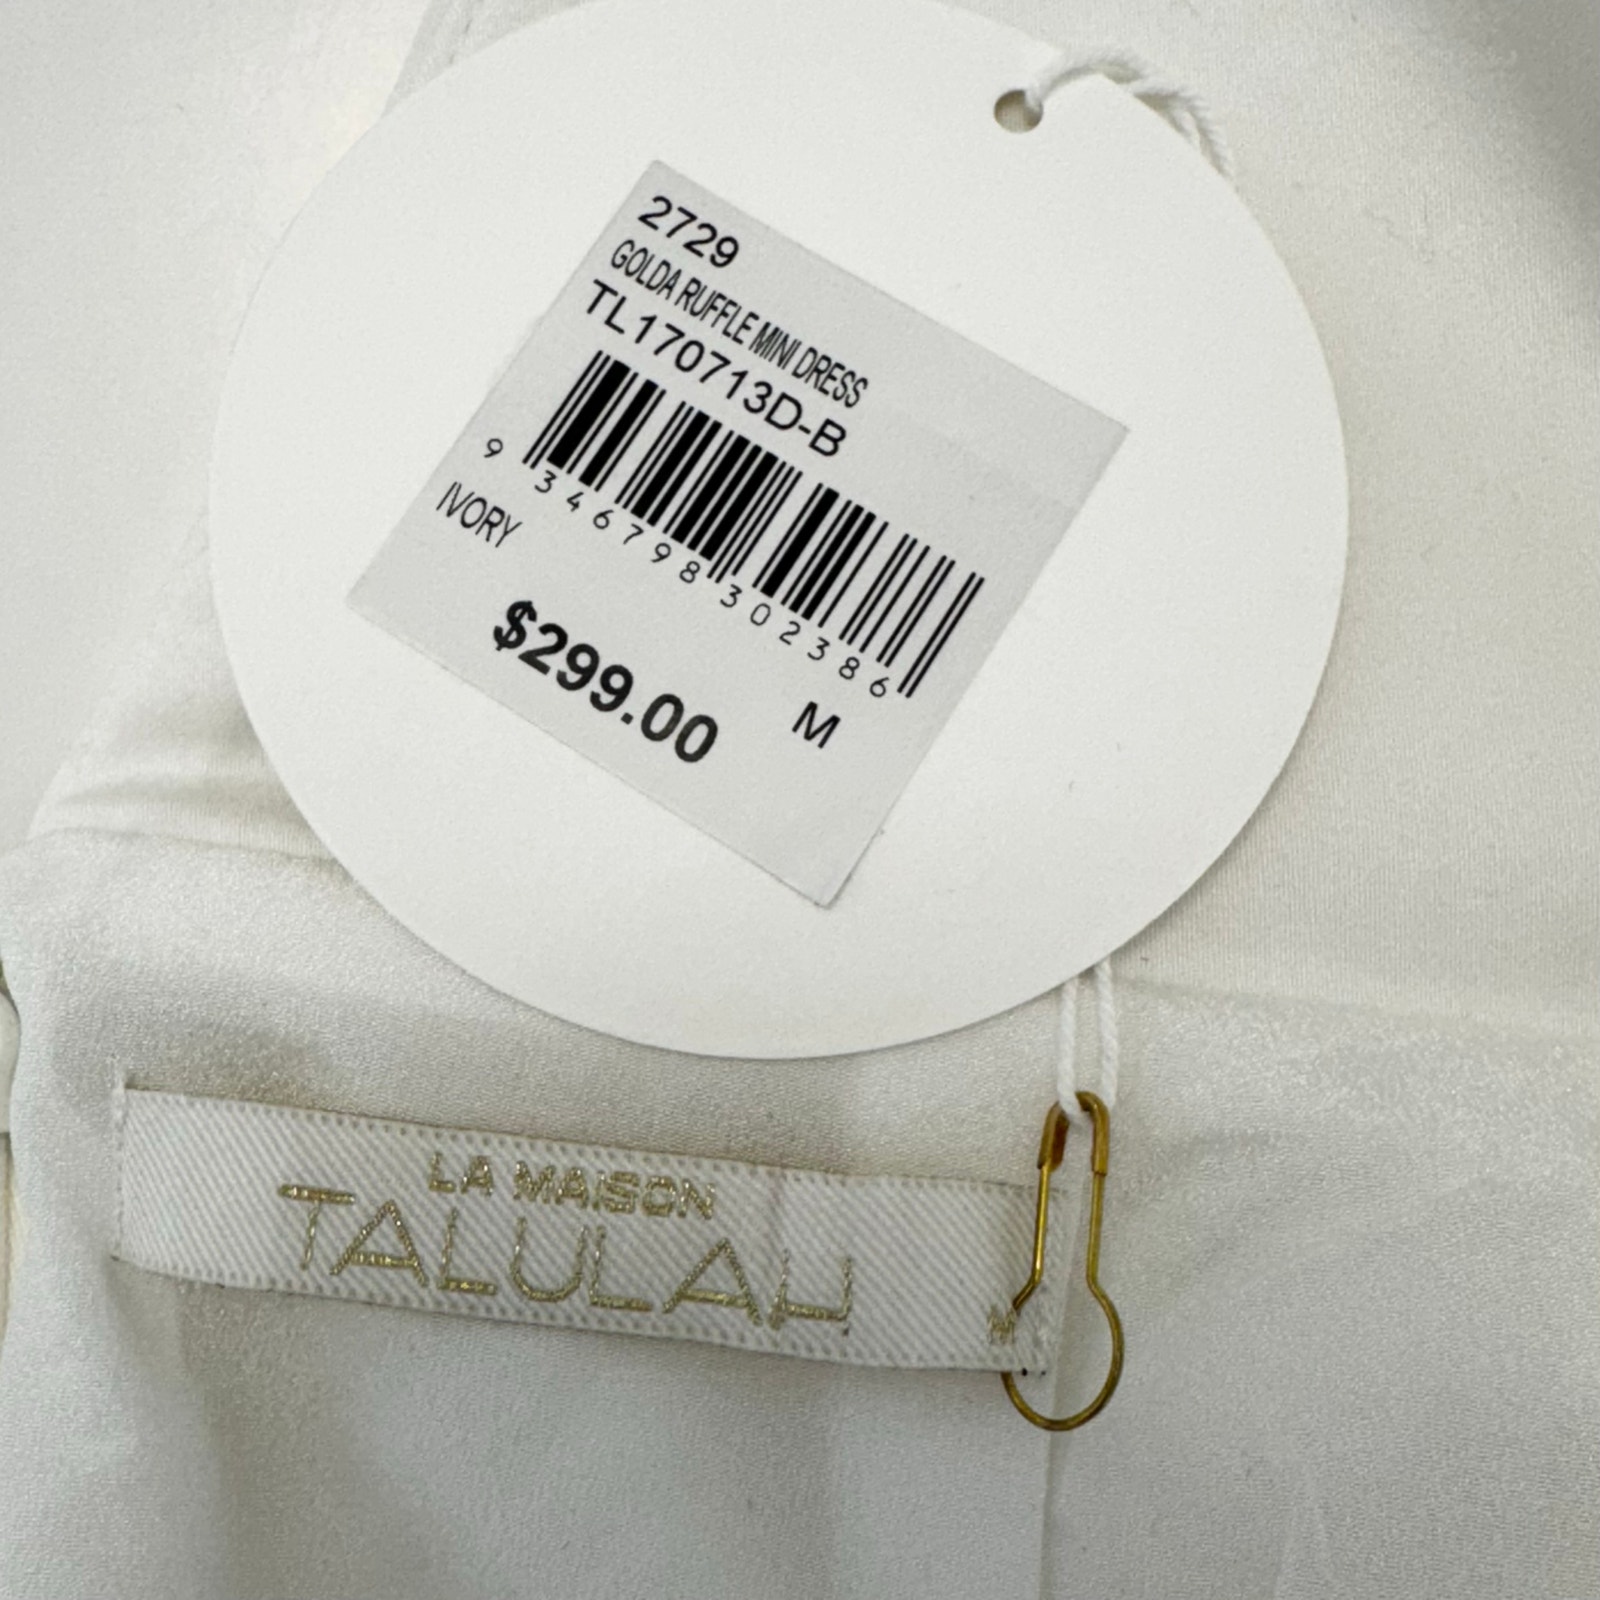 2729
GOLDA RUFFLE MINI DRESS
TL170713D-B
9 346798 302386
IVORY
M
$299.00
LA MAISON
TALULAH
M